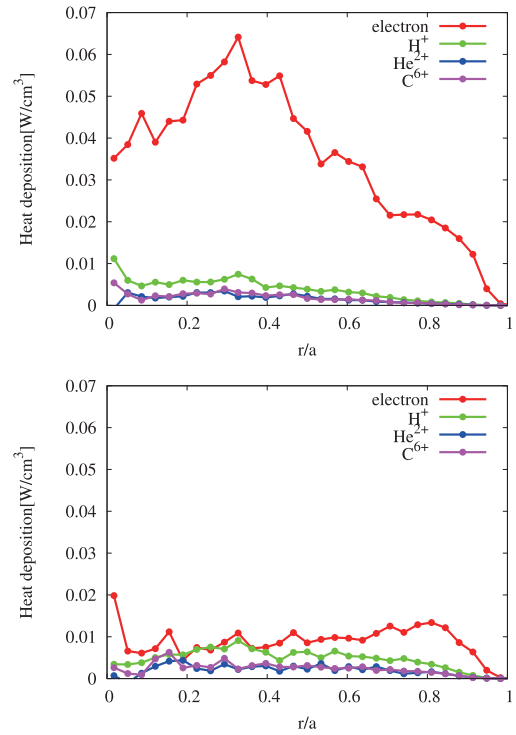 0.07
0.06
0.05
0.04
0.03
0.02
0.01
0
Heat deposition[W/cm³]
electron
H⁺
He²⁺
C⁶⁺
0 0.2 0.4 0.6 0.8 1
r/a
0.07
0.06
0.05
0.04
0.03
0.02
0.01
0
Heat deposition[W/cm³]
electron
H⁺
He²⁺
C⁶⁺
0 0.2 0.4 0.6 0.8 1
r/a